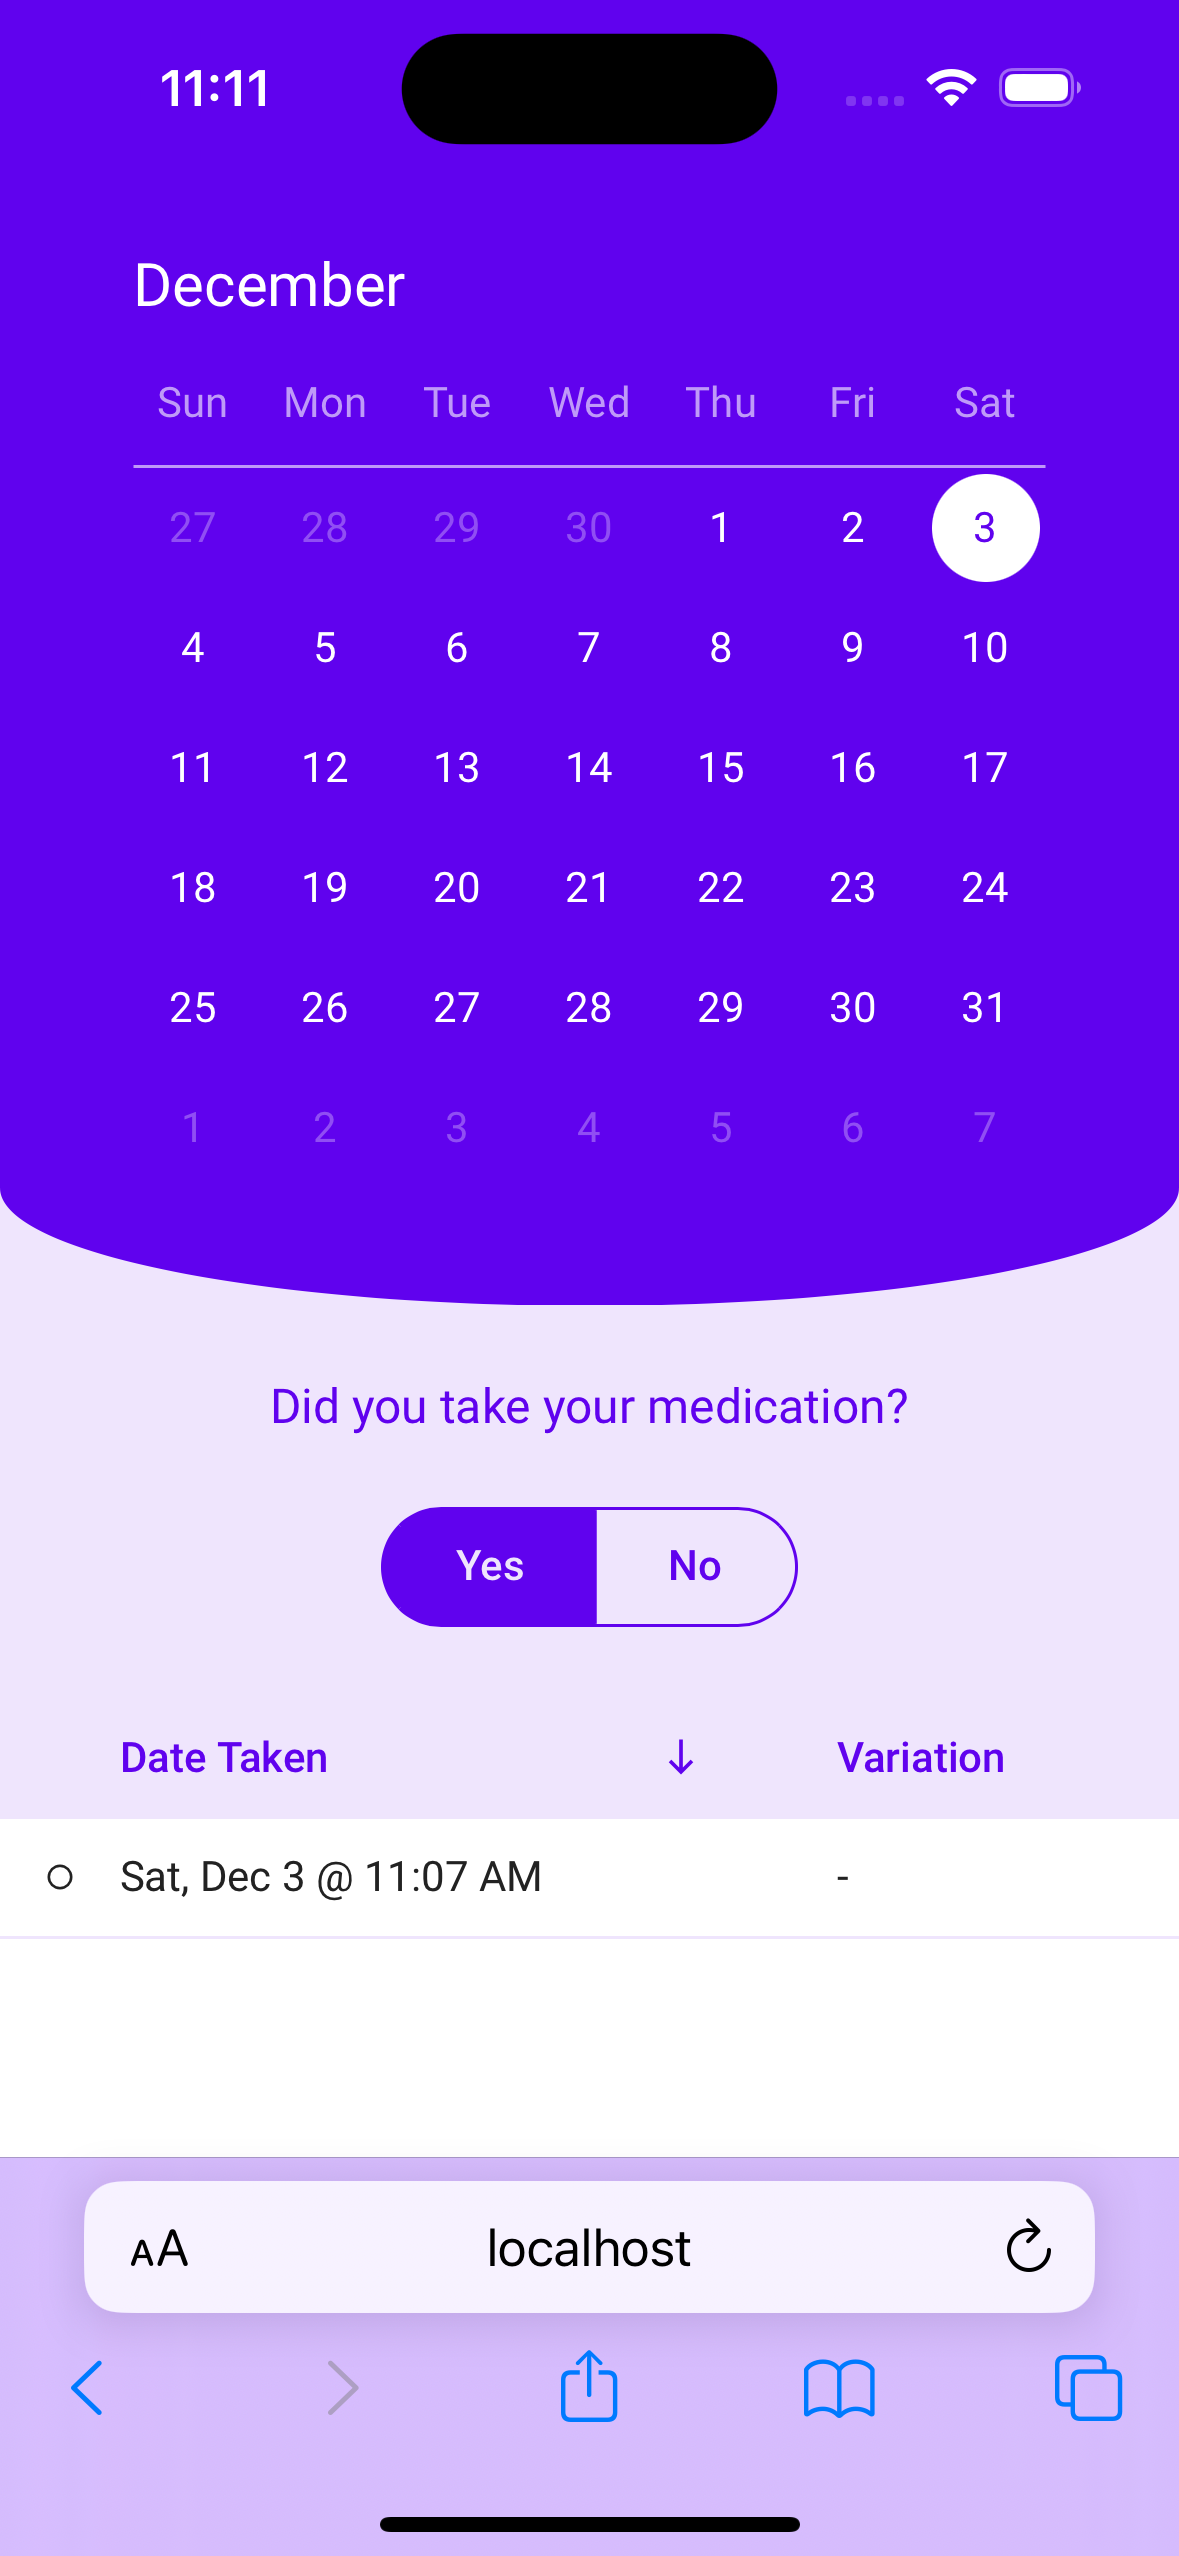 11:11
December
Sun Mon Tue Wed Thu Fri Sat
27 28 29 30 1 2 3
4 5 6 7 8 9 10
11 12 13 14 15 16 17
18 19 20 21 22 23 24
25 26 27 28 29 30 31
1 2 3 4 5 6 7
Did you take your medication?
Yes No
Date Taken ↓ Variation
Sat, Dec 3 @ 11:07 AM -
AA localhost